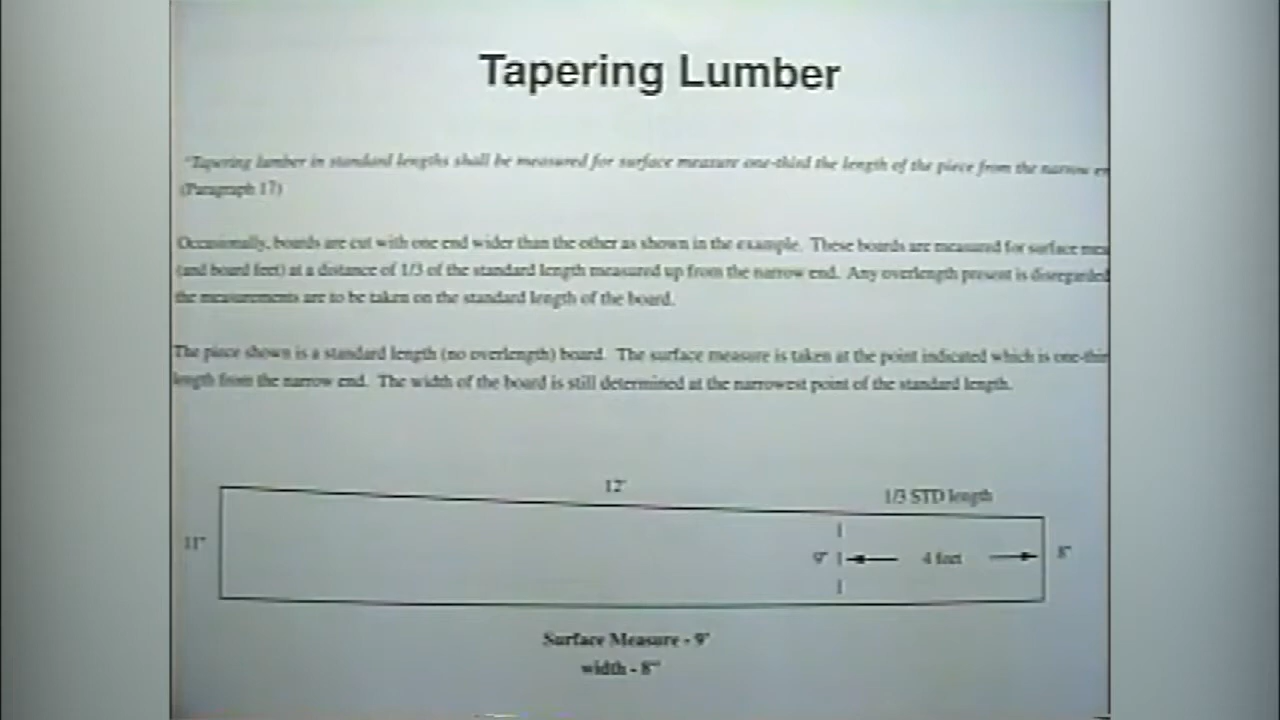 Tapering Lumber
"Tapering lumber in standard lengths shall be measured for surface measure one-third the length of the piece from the narrow en
(Paragraph 17)
Occasionally, boards are cut with one end wider than the other as shown in the example. These boards are measured for surface mea
(and board feet) at a distance of 1/3 of the standard length measured up from the narrow end. Any overlength present is disregarded
the measurements are to be taken on the standard length of the board.
The piece shown is a standard length (no overlength) board. The surface measure is taken at the point indicated which is one-thir
length from the narrow end. The width of the board is still determined at the narrowest point of the standard length.
12'
1/3 STD length
11"
9"
4 feet
8"
Surface Measure - 9'
width - 8"